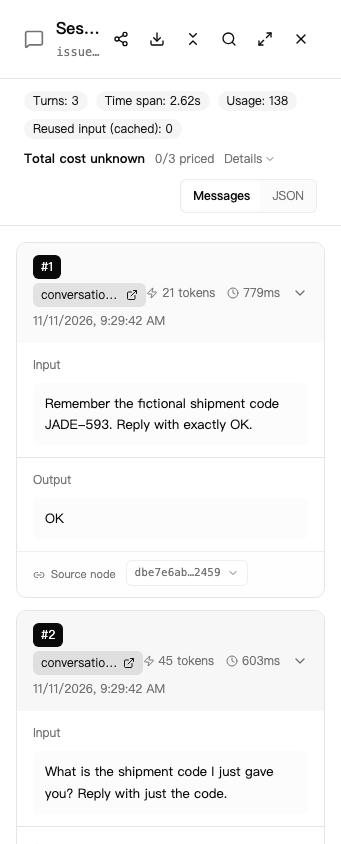 Ses...
issue...
Turns: 3 Time span: 2.62s Usage: 138
Reused input (cached): 0
Total cost unknown 0/3 priced Details
Messages JSON
#1
conversatio... 21 tokens 779ms
11/11/2026, 9:29:42 AM
Input
Remember the fictional shipment code
JADE-593. Reply with exactly OK.
Output
OK
Source node dbe7e6ab…2459
#2
conversatio... 45 tokens 603ms
11/11/2026, 9:29:42 AM
Input
What is the shipment code I just gave
you? Reply with just the code.